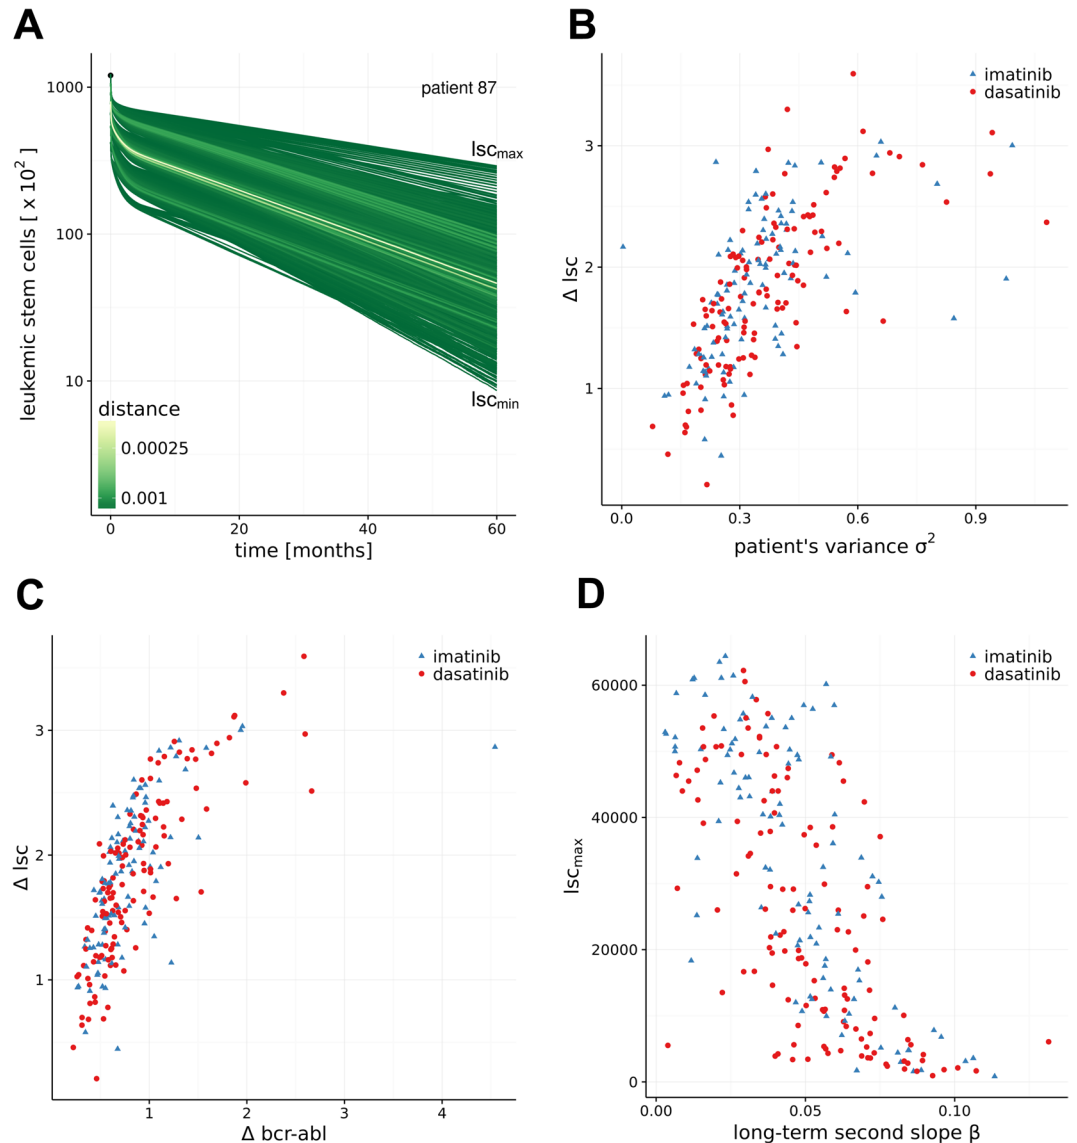 A
leukemic stem cells [ x 10² ]
1000
100
10
patient 87
lsc_max
lsc_min
distance
0.00025
0.001
0 20 40 60
time [months]
B
Δ lsc
3
2
1
imatinib
dasatinib
0.0 0.3 0.6 0.9
patient's variance σ²
C
Δ lsc
3
2
1
imatinib
dasatinib
1 2 3 4
Δ bcr-abl
D
lsc_max
60000
40000
20000
0
imatinib
dasatinib
0.00 0.05 0.10
long-term second slope β